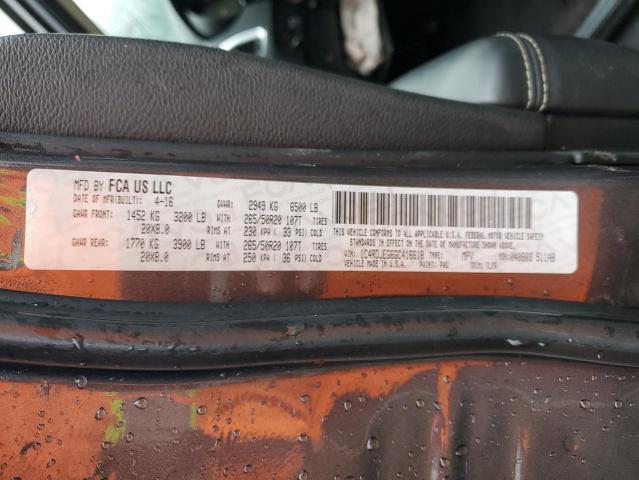 MFD BY FCA US LLC
DATE OF MFR(BUILT): 4-16 GVWR: 2949 KG 6500 LB
GAWR FRONT: 1452 KG 3200 LB WITH 265/50R20 107T TIRES
20X8.0 RIMS AT 230 KPA ( 33 PSI) COLD
GAWR REAR: 1770 KG 3900 LB WITH 265/50R20 107T TIRES
20X8.0 RIMS AT 250 KPA ( 36 PSI) COLD
THIS VEHICLE CONFORMS TO ALL APPLICABLE U.S.A. FEDERAL MOTOR VEHICLE SAFETY
STANDARDS IN EFFECT ON THE DATE OF MANUFACTURE SHOWN ABOVE.
VIN: 1C4RDJEG6GC416618 TYPE: MPV
VEHICLE MADE IN U.S.A. PAINT: TRIM: